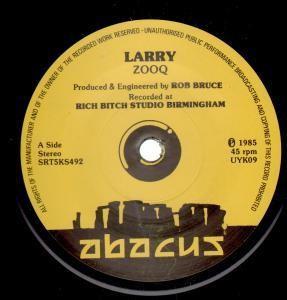 ALL RIGHTS OF THE MANUFACTURER AND OF THE OWNER OF THE RECORDED WORK RESERVED - UNAUTHORISED PUBLIC PERFORMANCE BROADCASTING AND COPYING OF THIS RECORD PROHIBITED
LARRY
ZOOQ
Produced & Engineered by ROB BRUCE
Recorded at
RICH BITCH STUDIO BIRMINGHAM
A Side
Stereo
SRT5KS492
℗ 1985
45 rpm
UYK09
abacus